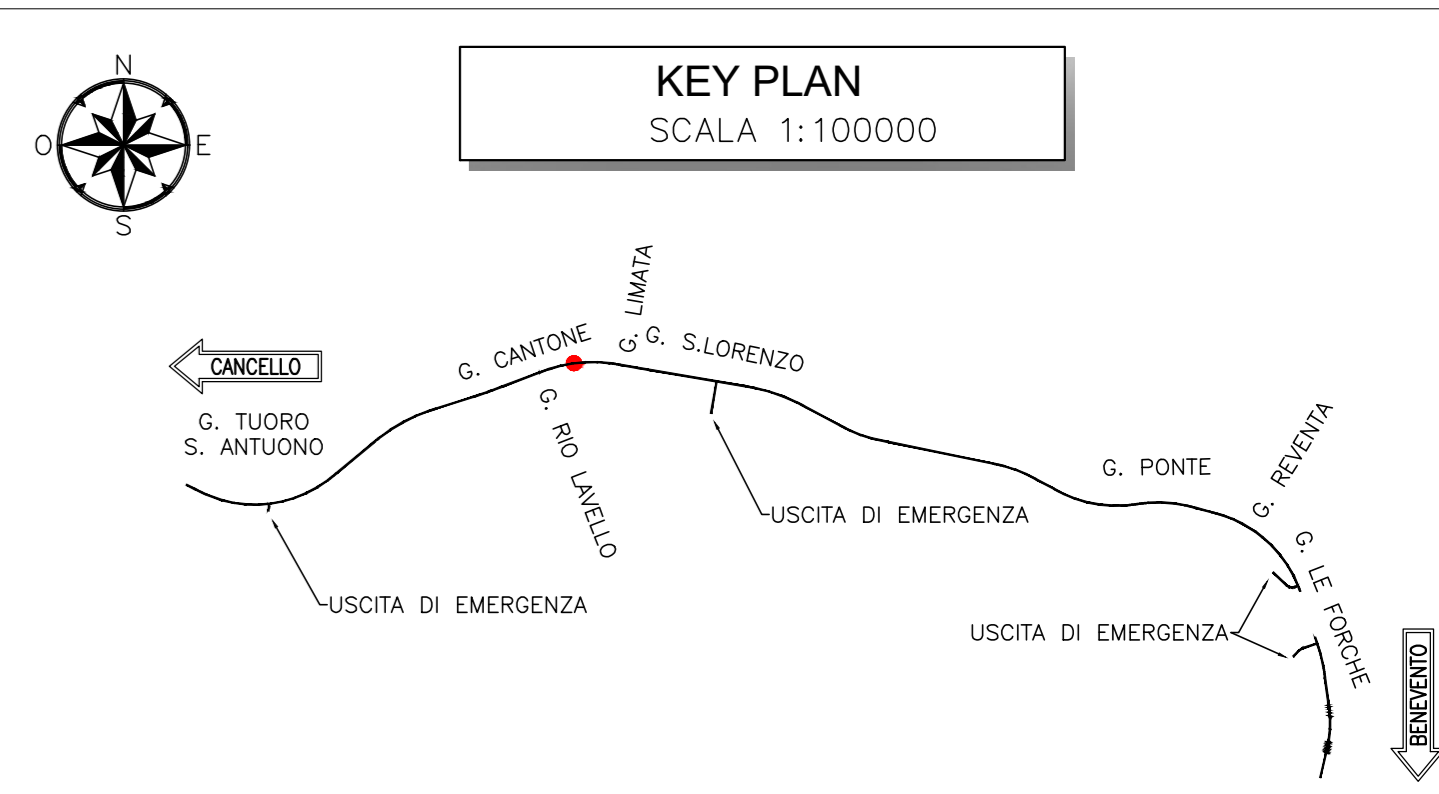 N
O
E
S
KEY PLAN
SCALA 1:100000
CANCELLO
G. TUORO
S. ANTUONO
G. CANTONE
G. LIMATA
G. S.LORENZO
G. RIO LAVELLO
USCITA DI EMERGENZA
USCITA DI EMERGENZA
G. PONTE
G. REVENTA
G. LE FORCHE
USCITA DI EMERGENZA
BENEVENTO